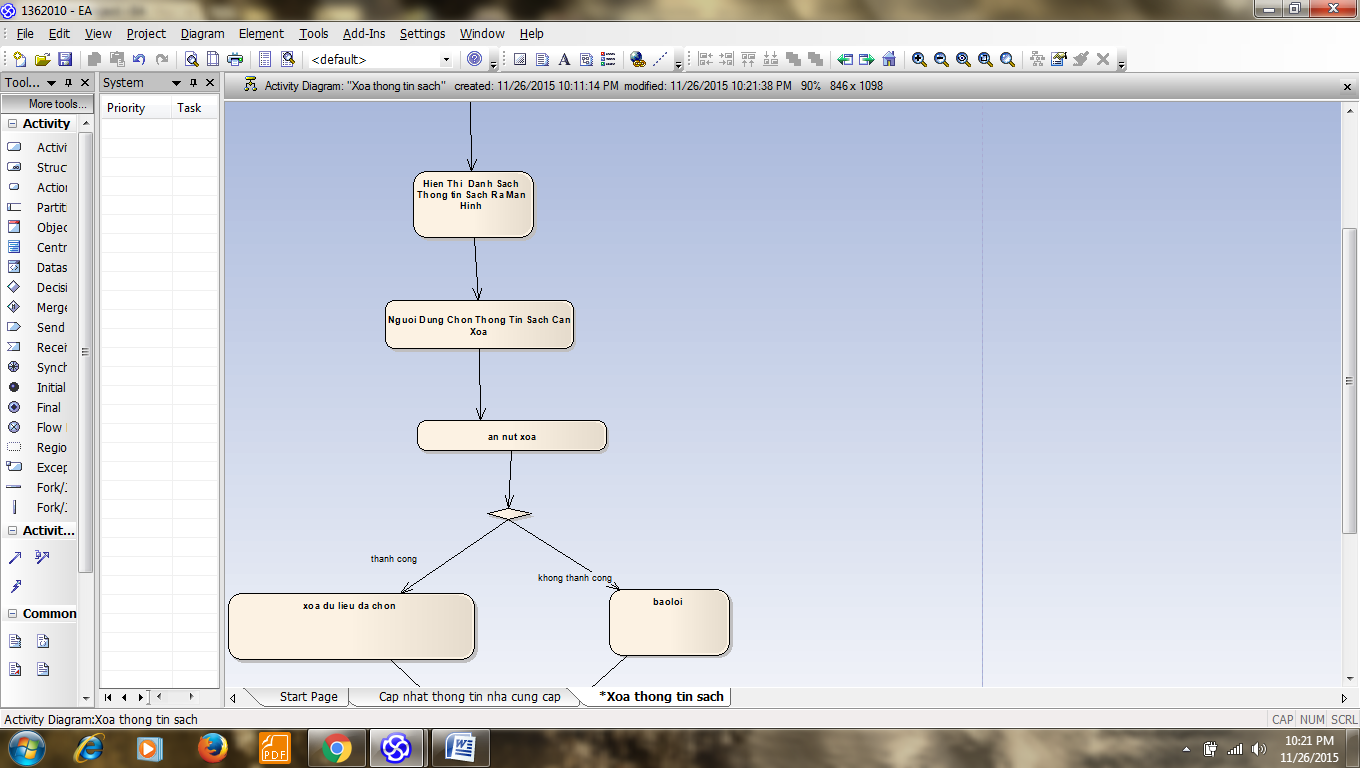 1362010 - EA
File Edit View Project Diagram Element Tools Add-Ins Settings Window Help
<default>
Tool...
System
Activity Diagram: "Xoa thong tin sach" created: 11/26/2015 10:11:14 PM modified: 11/26/2015 10:21:38 PM 90% 846 x 1098
More tools...
Priority Task
Activity
Activi
Struc
Action
Partiti
Objec
Centr
Datas
Decisi
Merge
Send
Recei
Synch
Initial
Final
Flow
Regio
Excep
Fork/J
Fork/J
Activit...
Common
Hien Thi Danh Sach
Thong tin Sach Ra Man
Hinh
Nguoi Dung Chon Thong Tin Sach Can
Xoa
an nut xoa
thanh cong
khong thanh cong
xoa du lieu da chon
baoloi
Start Page Cap nhat thong tin nha cung cap *Xoa thong tin sach
Activity Diagram:Xoa thong tin sach
CAP NUM SCRL
PDF
10:21 PM
11/26/2015